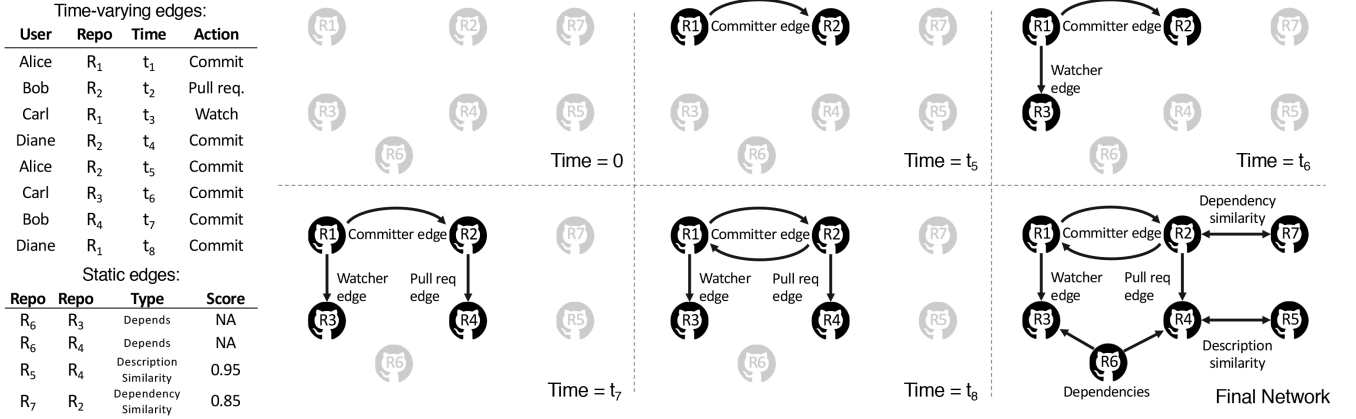 Time-varying edges:
User Repo Time Action
Alice R1 t1 Commit
Bob R2 t2 Pull req.
Carl R1 t3 Watch
Diane R2 t4 Commit
Alice R2 t5 Commit
Carl R3 t6 Commit
Bob R4 t7 Commit
Diane R1 t8 Commit
Static edges:
Repo Repo Type Score
R6 R3 Depends NA
R6 R4 Depends NA
R5 R4 Description Similarity 0.95
R7 R2 Dependency Similarity 0.85
R1 R2 R7
R3 R4 R5
R6
Time = 0
R1 Committer edge R2 R7
R3 R4 R5
R6
Time = t5
R1 Committer edge R2 R7
Watcher
edge
R3 R4 R5
R6
Time = t6
R1 Committer edge R2 R7
Watcher
edge
Pull req
edge
R3 R4 R5
R6
Time = t7
R1 Committer edge R2 R7
Watcher
edge
Pull req
edge
R3 R4 R5
R6
Time = t8
Dependency
similarity
R1 Committer edge R2 R7
Watcher
edge
Pull req
edge
R3 R4 R5
Description
similarity
R6
Dependencies
Final Network